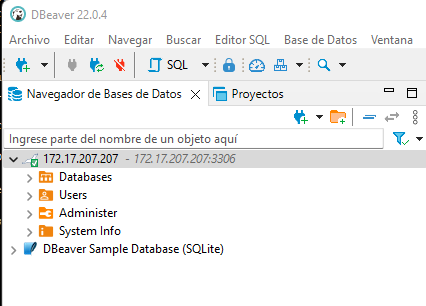 DBeaver 22.0.4
Archivo Editar Navegar Buscar Editor SQL Base de Datos Ventana
SQL
Navegador de Bases de Datos Proyectos
Ingrese parte del nombre de un objeto aquí
172.17.207.207 - 172.17.207.207:3306
Databases
Users
Administer
System Info
DBeaver Sample Database (SQLite)